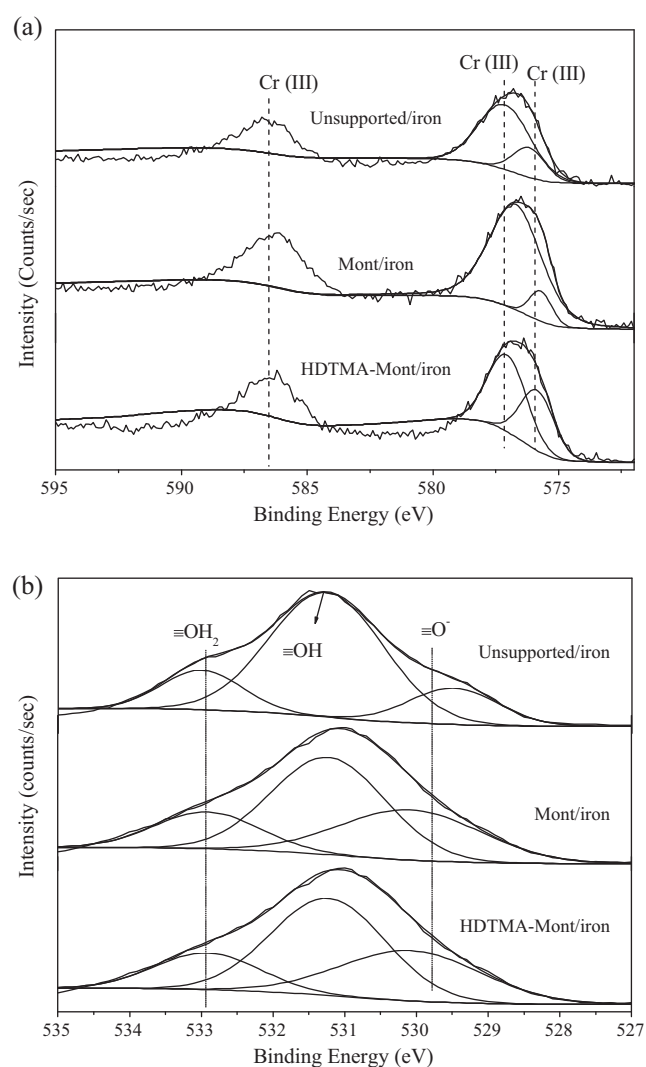 (a)
Cr (III)
Cr (III)
Cr (III)
Unsupported/iron
Mont/iron
HDTMA-Mont/iron
Intensity (Counts/sec)
595 590 585 580 575
Binding Energy (eV)
(b)
≡OH₂
≡OH
≡O⁻
Unsupported/iron
Mont/iron
HDTMA-Mont/iron
Intensity (counts/sec)
535 534 533 532 531 530 529 528 527
Binding Energy (eV)